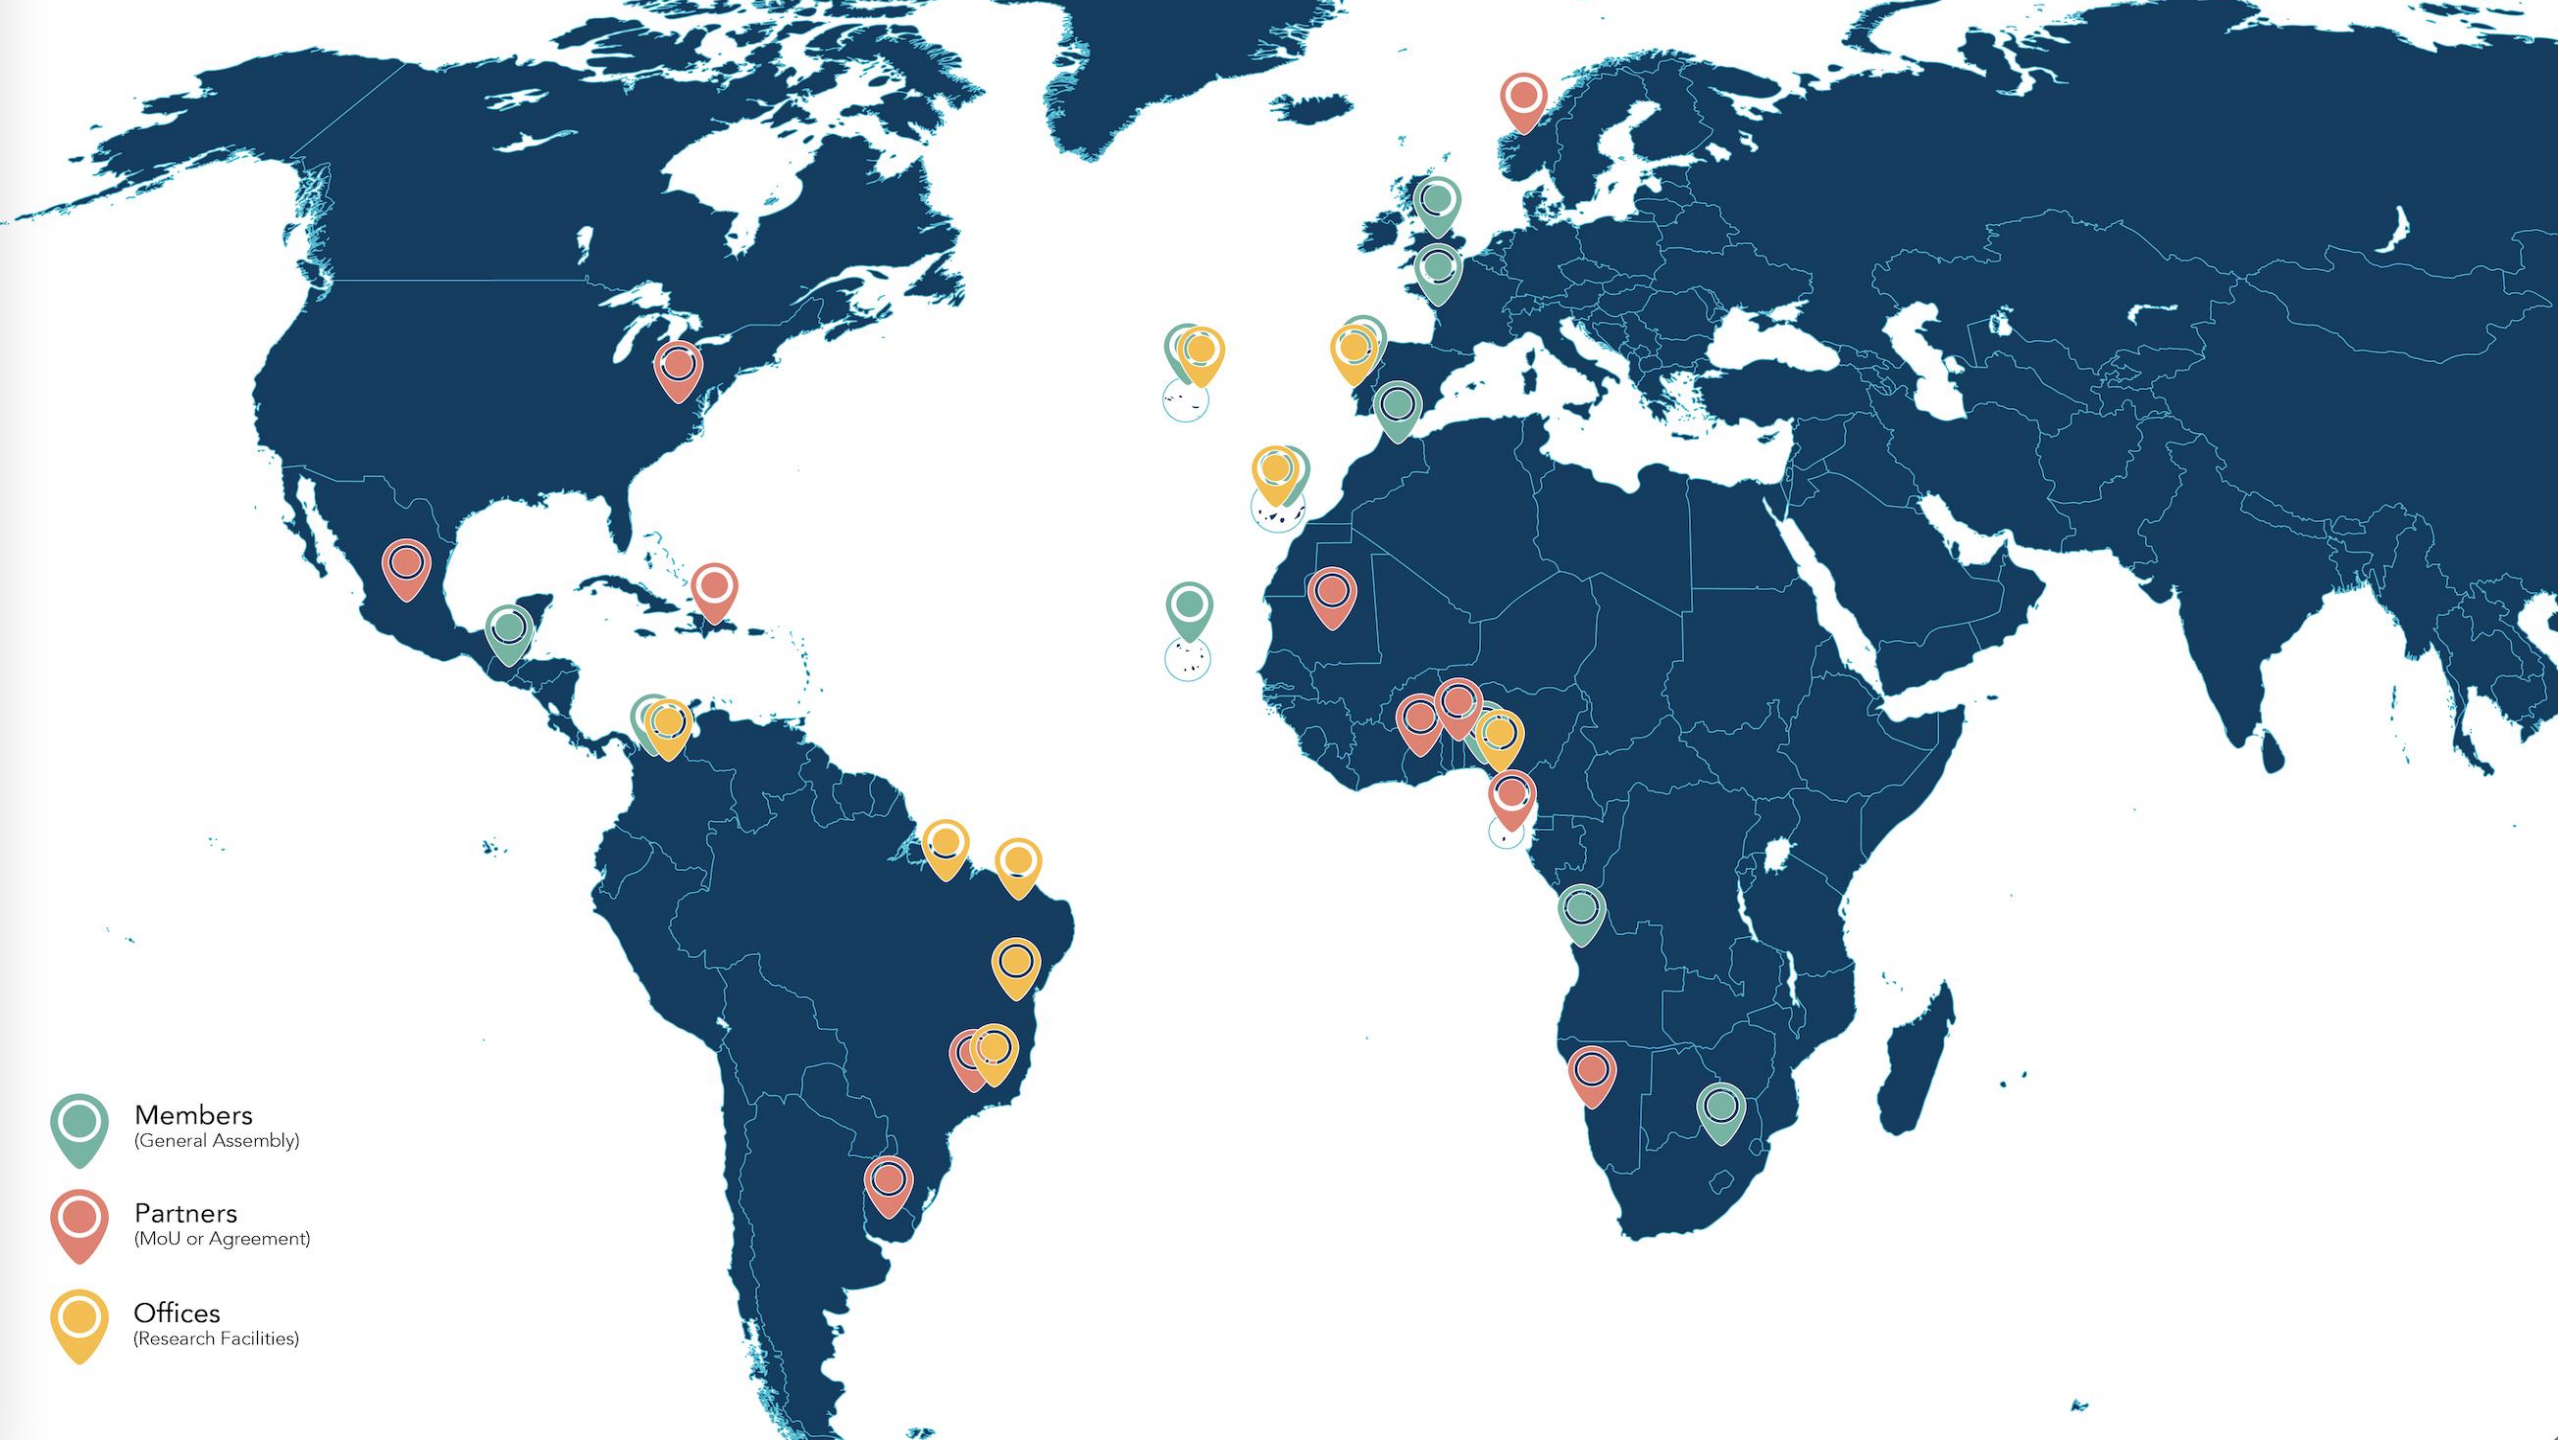 Members
(General Assembly)
Partners
(MoU or Agreement)
Offices
(Research Facilities)